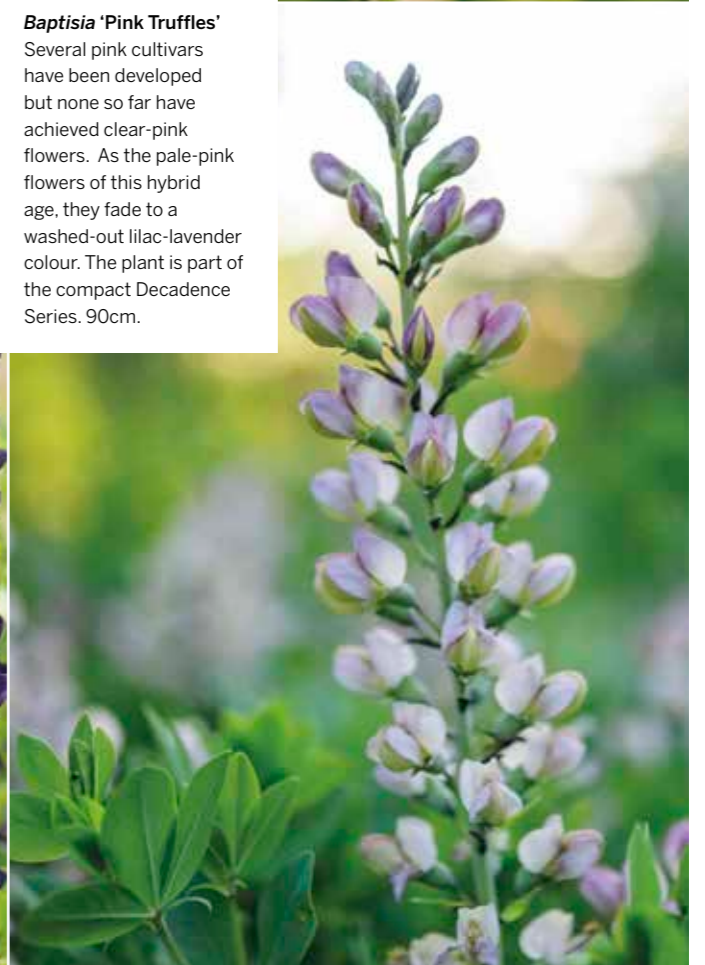 Baptisia ‘Pink Truffles’
Several pink cultivars
have been developed
but none so far have
achieved clear-pink
flowers.  As the pale-pink
flowers of this hybrid
age, they fade to a
washed-out lilac-lavender
colour. The plant is part of
the compact Decadence
Series. 90cm.